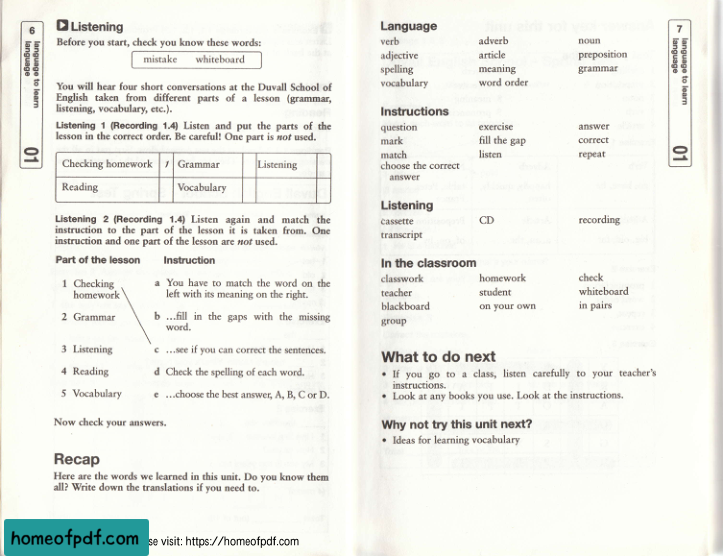 6
language to learn
language
01
Listening
Before you start, check you know these words:
mistake whiteboard
You will hear four short conversations at the Duvall School of
English taken from different parts of a lesson (grammar,
listening, vocabulary, etc.).
Listening 1 (Recording 1.4) Listen and put the parts of the
lesson in the correct order. Be careful! One part is not used.
Checking homework 1 Grammar Listening
Reading Vocabulary
Listening 2 (Recording 1.4) Listen again and match the
instruction to the part of the lesson it is taken from. One
instruction and one part of the lesson are not used.
Part of the lesson Instruction
1 Checking a You have to match the word on the
homework left with its meaning on the right.
2 Grammar b ...fill in the gaps with the missing
word.
3 Listening c ...see if you can correct the sentences.
4 Reading d Check the spelling of each word.
5 Vocabulary e ...choose the best answer, A, B, C or D.
Now check your answers.
Recap
Here are the words we learned in this unit. Do you know them
all? Write down the translations if you need to.
homeofpdf.com se visit: https://homeofpdf.com
7
language to learn
language
01
Language
verb adverb noun
adjective article preposition
spelling meaning grammar
vocabulary word order
Instructions
question exercise answer
mark fill the gap correct
match listen repeat
choose the correct
answer
Listening
cassette CD recording
transcript
In the classroom
classwork homework check
teacher student whiteboard
blackboard on your own in pairs
group
What to do next
• If you go to a class, listen carefully to your teacher's
instructions.
• Look at any books you use. Look at the instructions.
Why not try this unit next?
• Ideas for learning vocabulary